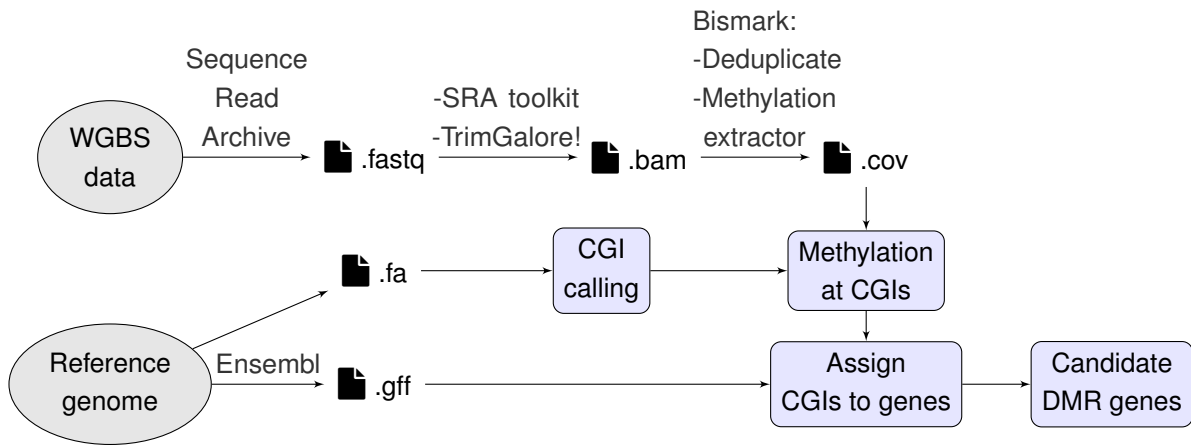 WGBS
data
Sequence
Read
Archive
.fastq
-SRA toolkit
-TrimGalore!
.bam
Bismark:
-Deduplicate
-Methylation
extractor
.cov
Reference
genome
.fa
CGI
calling
Methylation
at CGIs
Ensembl
.gff
Assign
CGIs to genes
Candidate
DMR genes